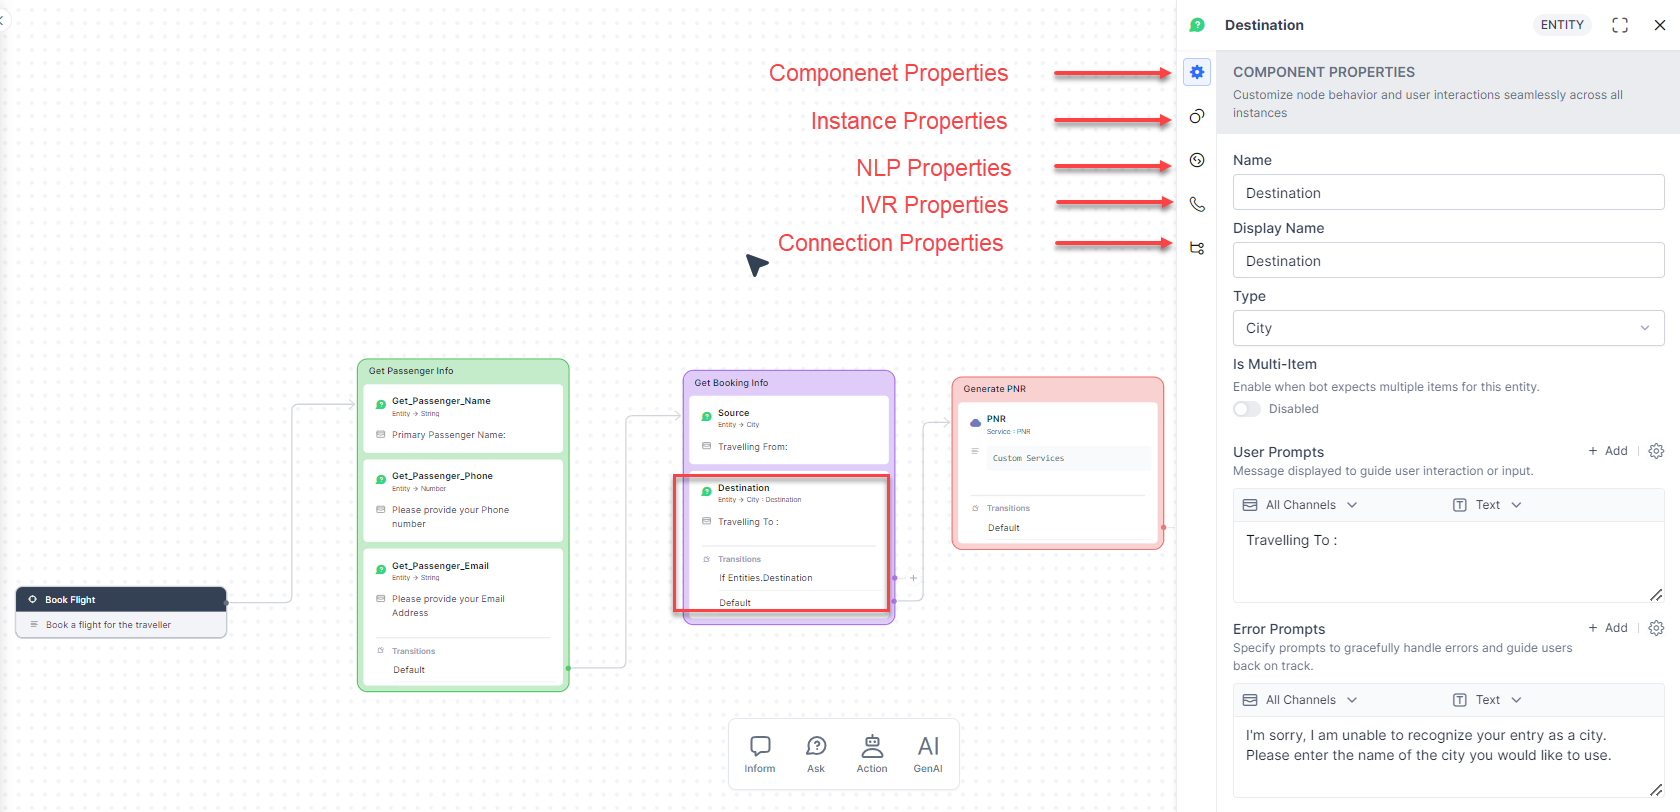 Componenet Properties
Instance Properties
NLP Properties
IVR Properties
Connection Properties
Book Flight
Book a flight for the traveller
Get Passenger Info
Get_Passenger_Name
Entity → String
Primary Passenger Name:
Get_Passenger_Phone
Entity → Number
Please provide your Phone
number
Get_Passenger_Email
Entity → String
Please provide your Email
Address
Transitions
Default
Get Booking Info
Source
Entity → City
Travelling From:
Destination
Entity → City : Destination
Travelling To :
Transitions
If Entities.Destination
Default
Generate PNR
PNR
Service : PNR
Custom Services
Transitions
Default
Inform
Ask
Action
AI
GenAI
Destination
ENTITY
COMPONENT PROPERTIES
Customize node behavior and user interactions seamlessly across all
instances
Name
Destination
Display Name
Destination
Type
City
Is Multi-Item
Enable when bot expects multiple items for this entity.
Disabled
User Prompts
+ Add
Message displayed to guide user interaction or input.
All Channels
T Text
Travelling To :
Error Prompts
+ Add
Specify prompts to gracefully handle errors and guide users
back on track.
All Channels
T Text
I'm sorry, I am unable to recognize your entry as a city.
Please enter the name of the city you would like to use.